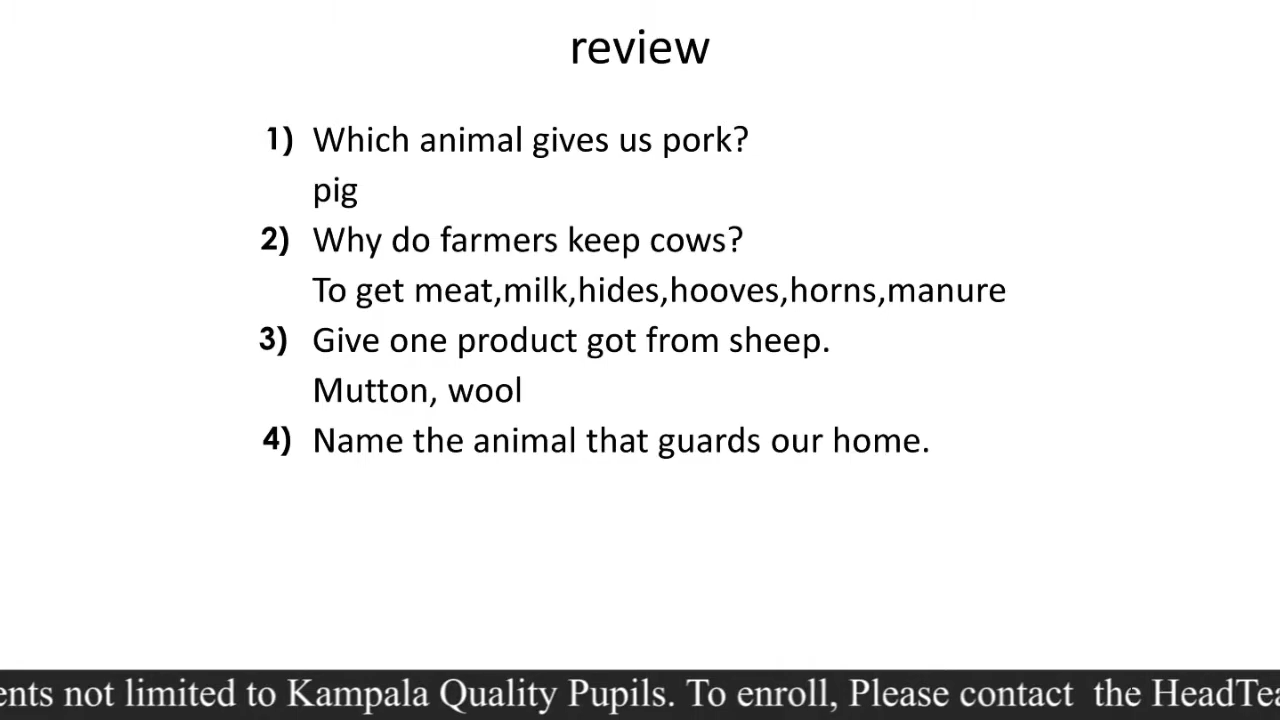 review
1) Which animal gives us pork?
pig
2) Why do farmers keep cows?
To get meat,milk,hides,hooves,horns,manure
3) Give one product got from sheep.
Mutton, wool
4) Name the animal that guards our home.
not limited to Kampala Quality Pupils. To enroll, Please contact the